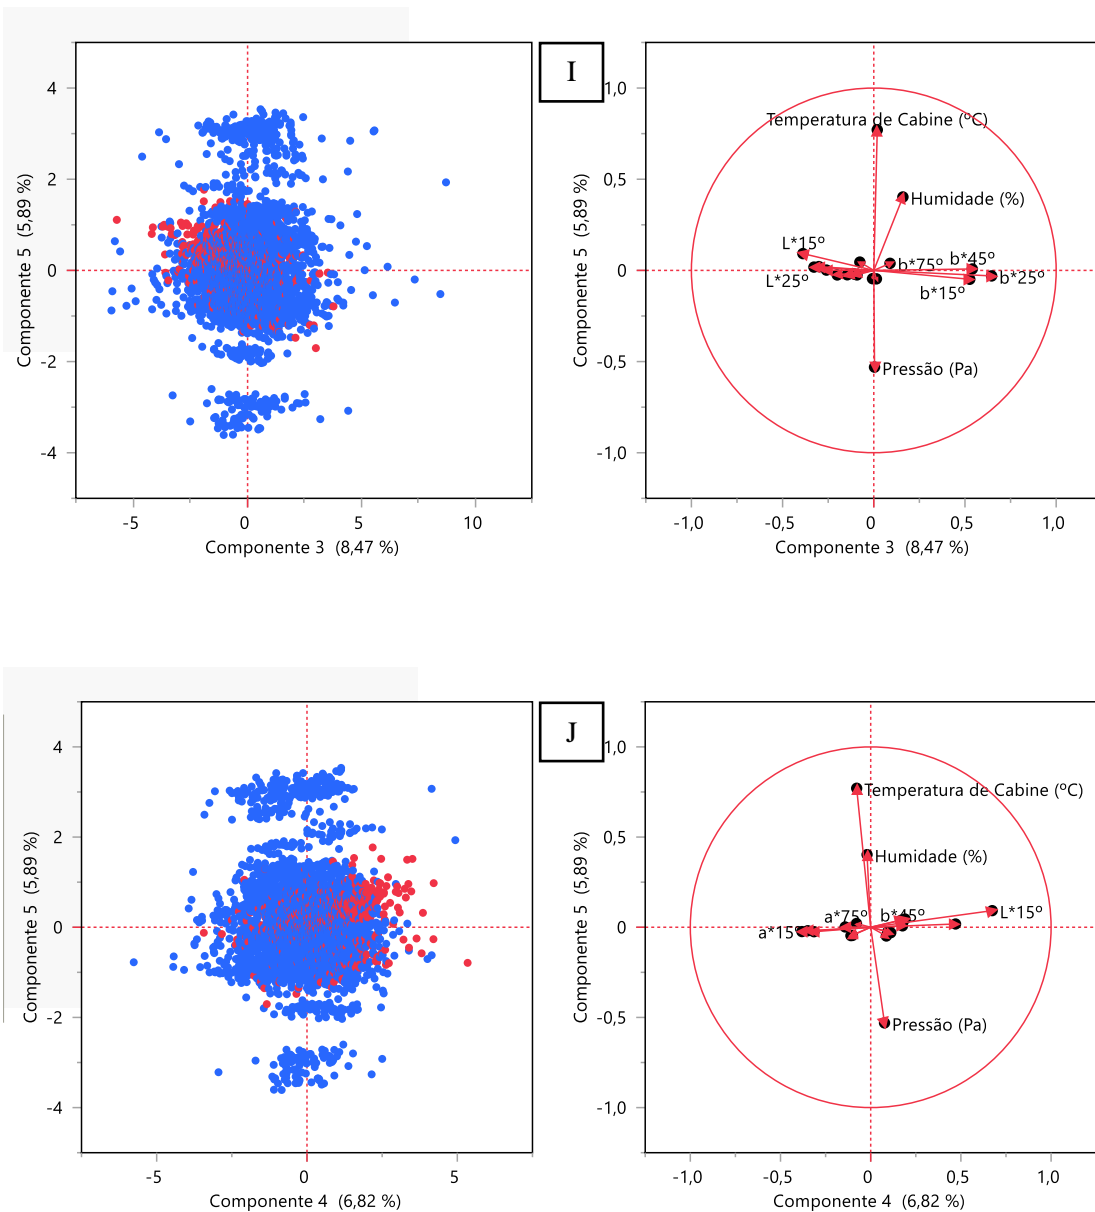 I
4
2
0
-2
-4
Componente 5 (5,89 %)
-5
0
5
10
Componente 3 (8,47 %)
1,0
0,5
0
-0,5
-1,0
Componente 5 (5,89 %)
Temperatura de Cabine (ºC)
Humidade (%)
L*15º
b*75º
b*45º
L*25º
b*25º
b*15º
Pressão (Pa)
-1,0
-0,5
0
0,5
1,0
Componente 3 (8,47 %)
J
4
2
0
-2
-4
Componente 5 (5,89 %)
-5
0
5
Componente 4 (6,82 %)
1,0
0,5
0
-0,5
-1,0
Componente 5 (5,89 %)
Temperatura de Cabine (ºC)
Humidade (%)
a*75º
b*45º
L*15º
a*15º
Pressão (Pa)
-1,0
-0,5
0
0,5
1,0
Componente 4 (6,82 %)